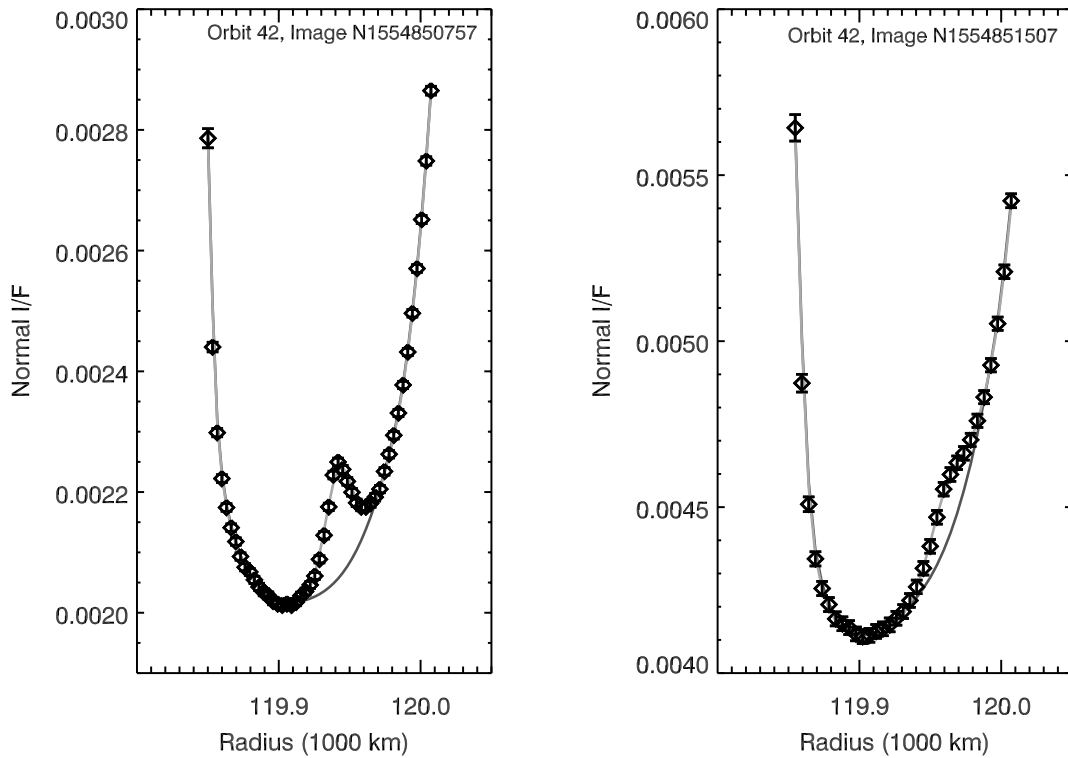 Orbit 42, Image N1554850757
0.0030
0.0028
0.0026
0.0024
0.0022
0.0020
Normal I/F
119.9
120.0
Radius (1000 km)
Orbit 42, Image N1554851507
0.0060
0.0055
0.0050
0.0045
0.0040
Normal I/F
119.9
120.0
Radius (1000 km)